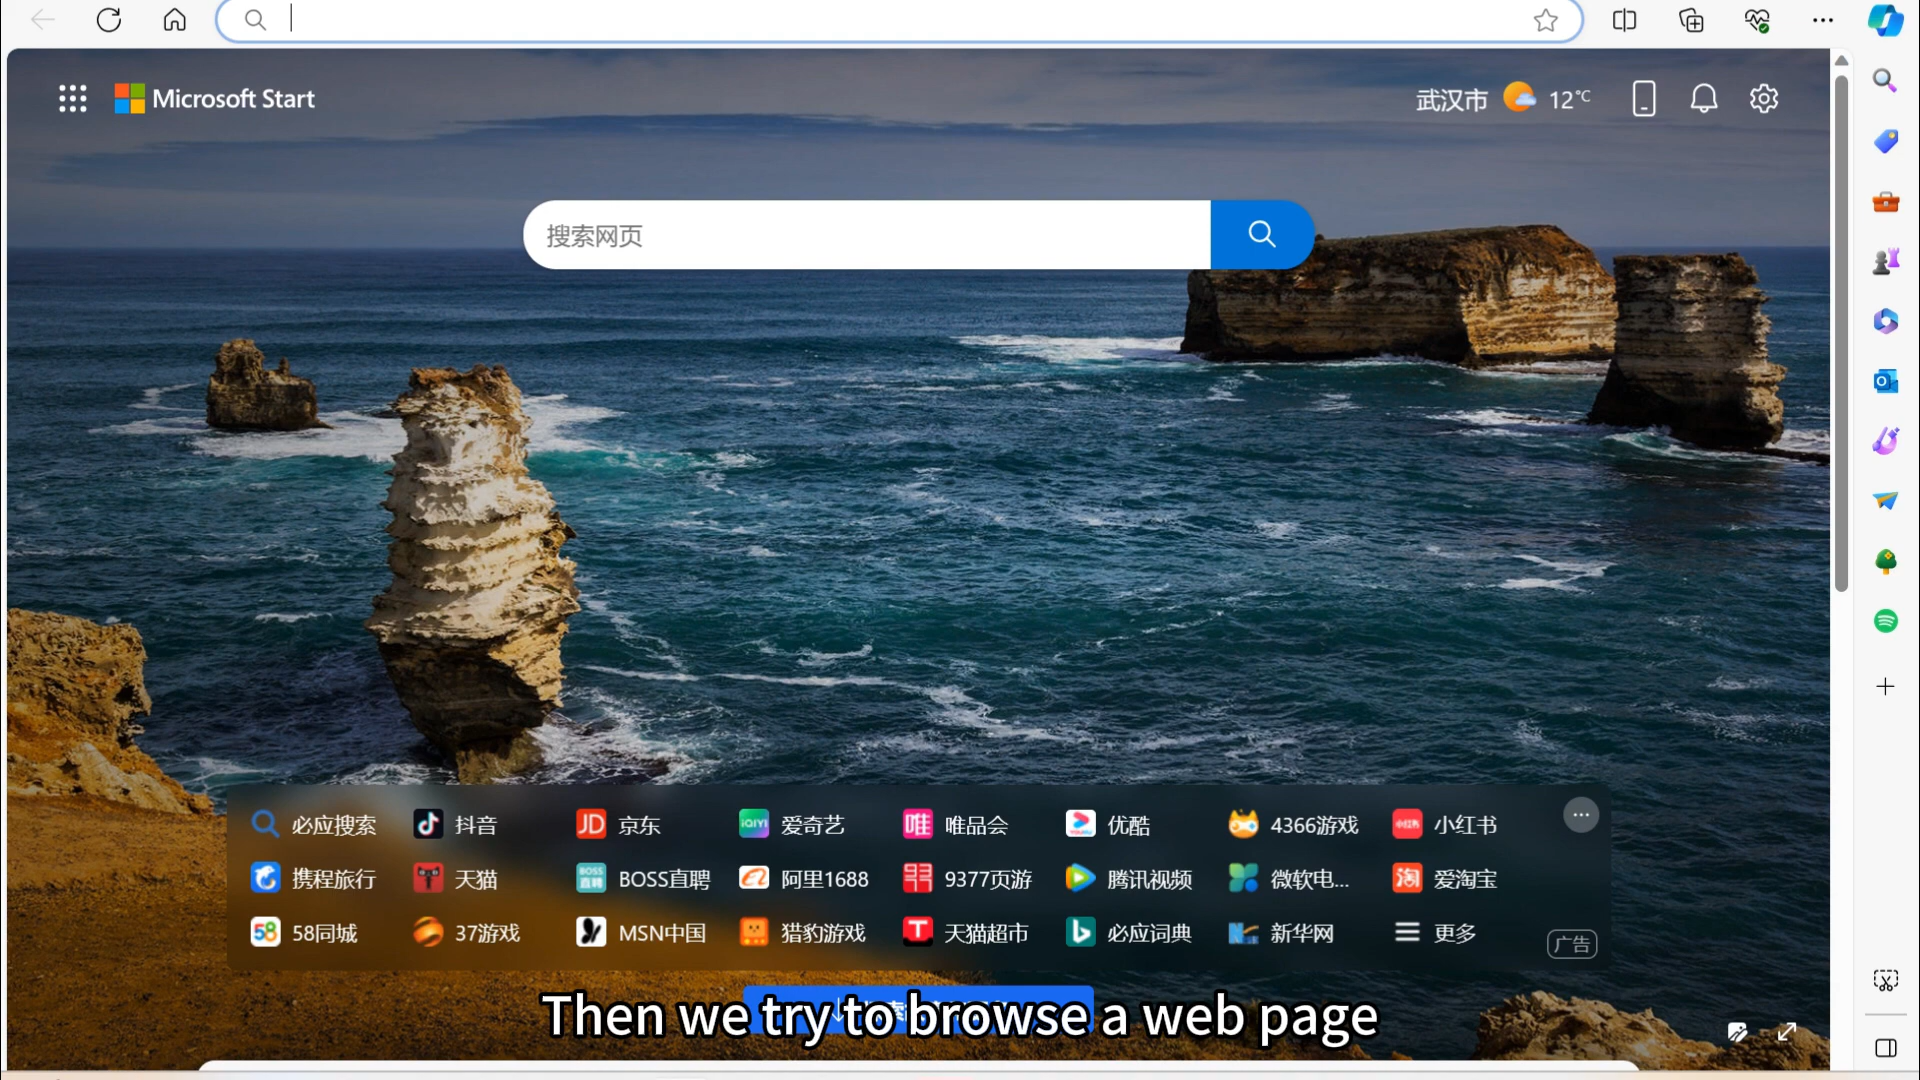 Microsoft Start
武汉市 12°C
搜索网页
必应搜索 抖音 京东 爱奇艺 唯品会 优酷 4366游戏 小红书
携程旅行 天猫 BOSS直聘 阿里1688 9377页游 腾讯视频 微软电... 爱淘宝
58同城 37游戏 MSN中国 猎豹游戏 天猫超市 必应词典 新华网 更多
广告
Then we try to browse a web page